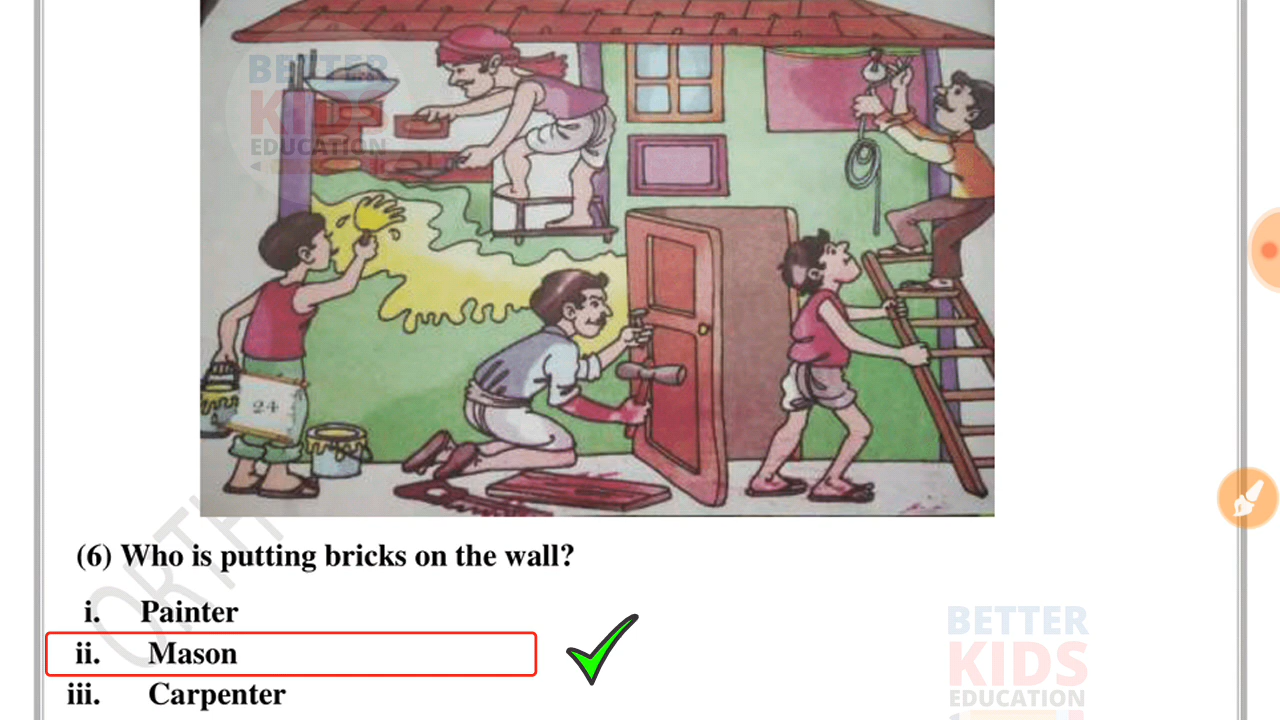 BETTER
KIDS
EDUCATION
24
ORTH
(6) Who is putting bricks on the wall?
i. Painter
ii. Mason
iii. Carpenter
BETTER
KIDS
EDUCATION